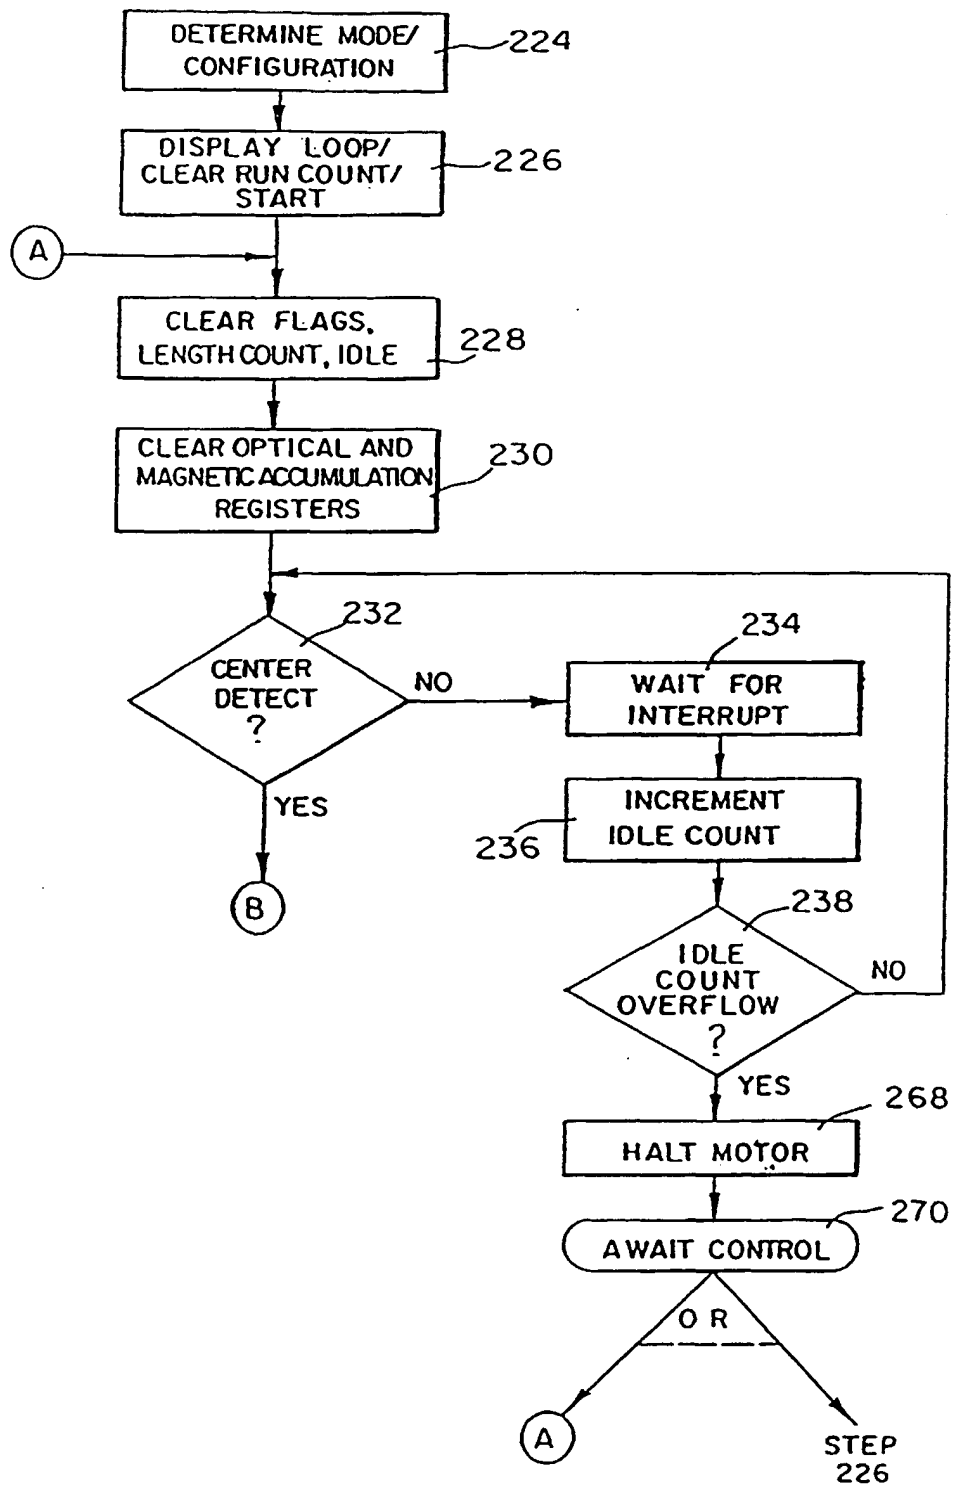 DETERMINE MODE/
CONFIGURATION
224
DISPLAY LOOP/
CLEAR RUN COUNT/
START
226
A
CLEAR FLAGS,
LENGTH COUNT, IDLE
228
CLEAR OPTICAL AND
MAGNETIC ACCUMULATION
REGISTERS
230
232
CENTER
DETECT
?
NO
YES
B
234
WAIT FOR
INTERRUPT
INCREMENT
IDLE COUNT
236
238
IDLE
COUNT
OVERFLOW
?
NO
YES
268
HALT MOTOR
270
AWAIT CONTROL
OR
A
STEP
226